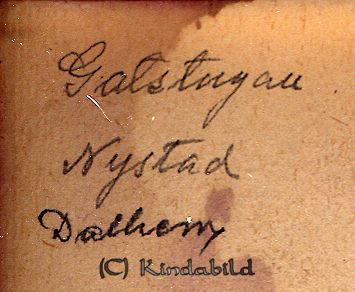 Gatstugan
Nystad
Dalhem
(C) Kindabild